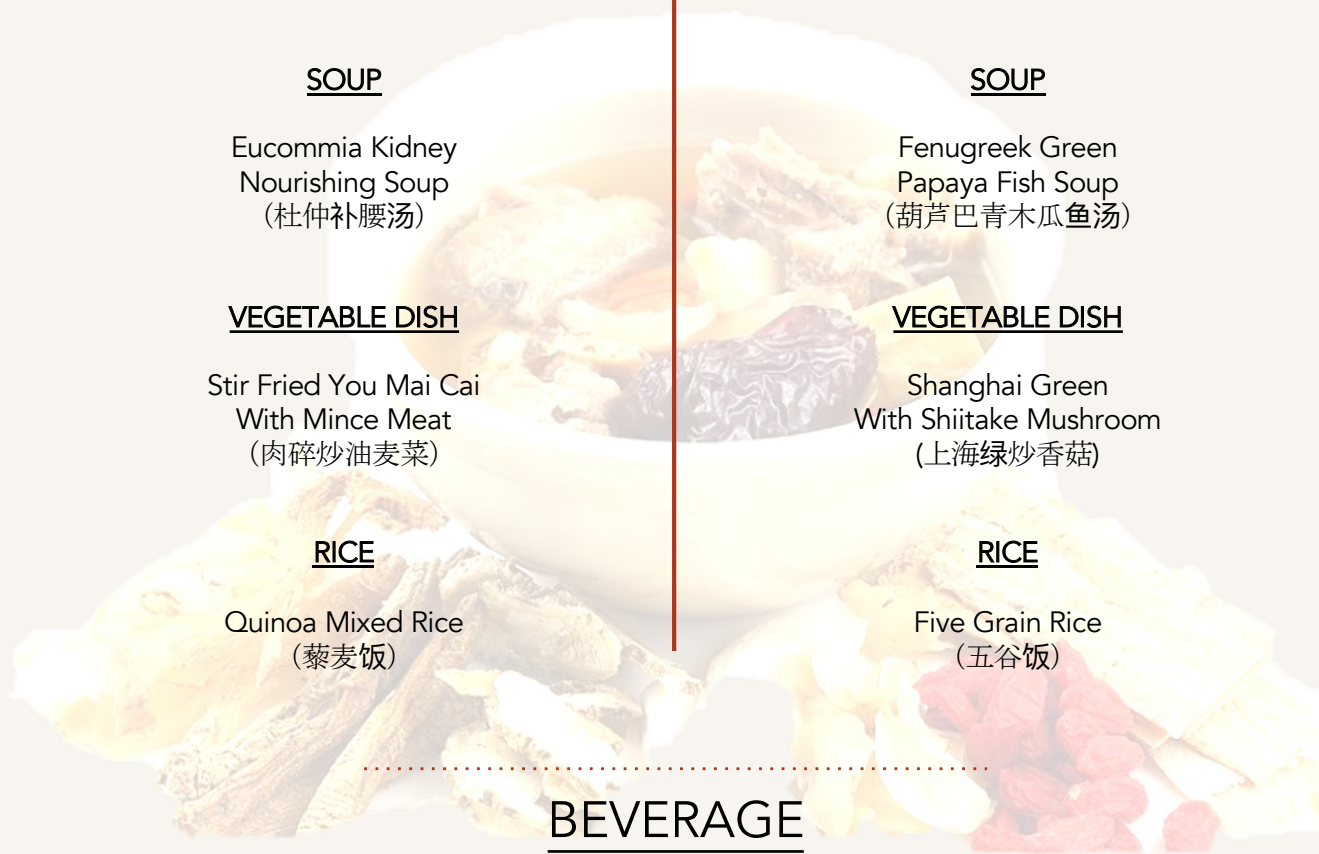 SOUP
Eucommia Kidney
Nourishing Soup
（杜仲补腰汤）
VEGETABLE DISH
Stir Fried You Mai Cai
With Mince Meat
（肉碎炒油麦菜）
RICE
Quinoa Mixed Rice
（藜麦饭）
SOUP
Fenugreek Green
Papaya Fish Soup
（葫芦巴青木瓜鱼汤）
VEGETABLE DISH
Shanghai Green
With Shiitake Mushroom
(上海绿炒香菇)
RICE
Five Grain Rice
（五谷饭）
BEVERAGE